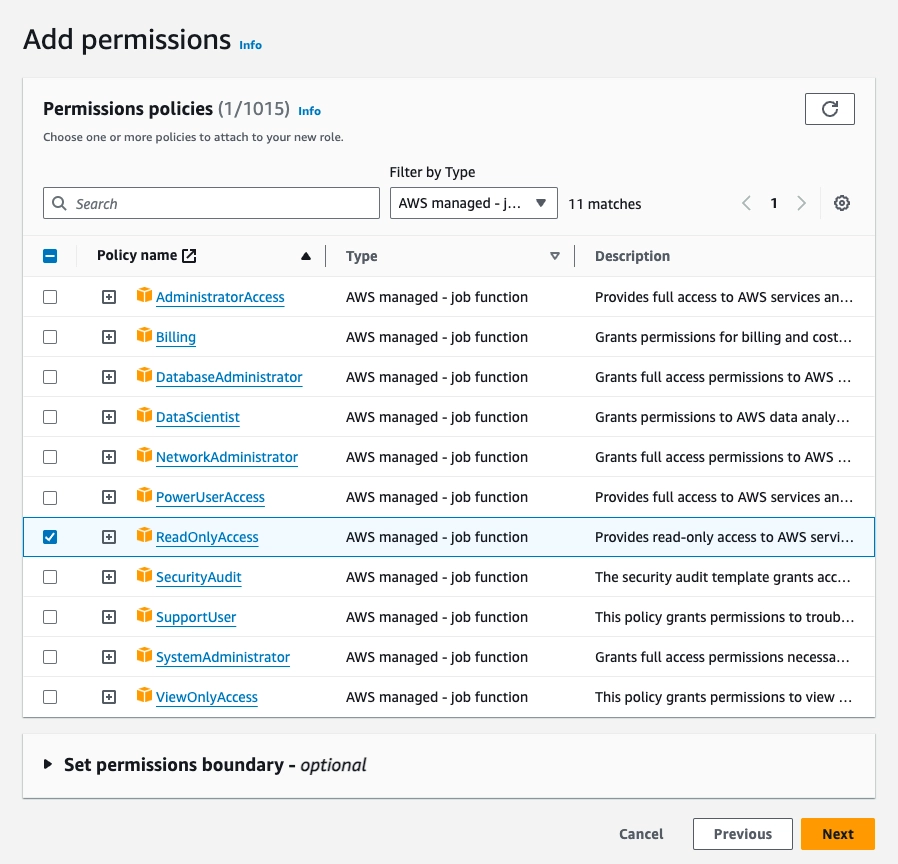 Add permissions Info
Permissions policies (1/1015) Info
Choose one or more policies to attach to your new role.
Filter by Type
Search
AWS managed - j...
11 matches
1
Policy name
Type
Description
AdministratorAccess AWS managed - job function Provides full access to AWS services an...
Billing AWS managed - job function Grants permissions for billing and cost...
DatabaseAdministrator AWS managed - job function Grants full access permissions to AWS ...
DataScientist AWS managed - job function Grants permissions to AWS data analy...
NetworkAdministrator AWS managed - job function Grants full access permissions to AWS ...
PowerUserAccess AWS managed - job function Provides full access to AWS services an...
ReadOnlyAccess AWS managed - job function Provides read-only access to AWS servi...
SecurityAudit AWS managed - job function The security audit template grants acc...
SupportUser AWS managed - job function This policy grants permissions to troub...
SystemAdministrator AWS managed - job function Grants full access permissions necessa...
ViewOnlyAccess AWS managed - job function This policy grants permissions to view ...
Set permissions boundary - optional
Cancel
Previous
Next